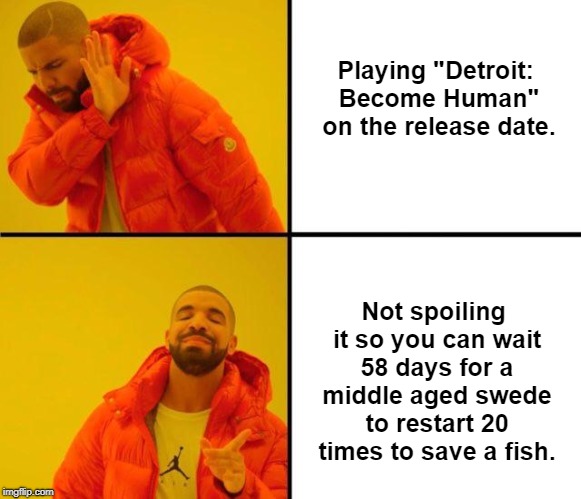 Playing "Detroit:
Become Human"
on the release date.
Not spoiling
it so you can wait
58 days for a
middle aged swede
to restart 20
times to save a fish.
imgflip.com